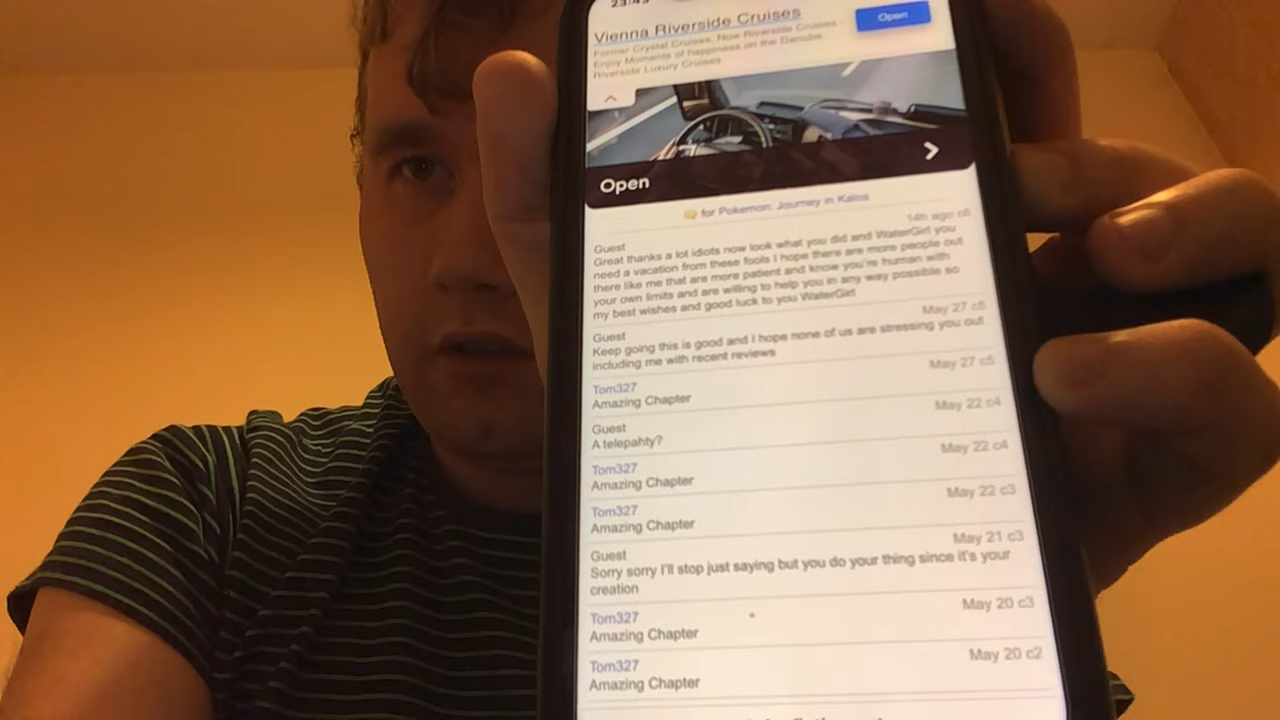 23:45
Vienna Riverside Cruises
Open
Former Crystal Cruises, Now Riverside Cruises -
Enjoy Moments of happiness on the Danube.
Riverside Luxury Cruises
Open
for Pokemon: Journey in Kalos
Guest
14h ago c6
Great thanks a lot idiots now look what you did and WaterGirl you
need a vacation from these fools I hope there are more people out
there like me that are more patient and know you're human with
your own limits and are willing to help you in any way possible so
my best wishes and good luck to you WaterGirl
Guest
May 27 c5
Keep going this is good and I hope none of us are stressing you out
including me with recent reviews
Tom327
May 27 c5
Amazing Chapter
Guest
May 22 c4
A telepahty?
Tom327
May 22 c4
Amazing Chapter
Tom327
May 22 c3
Amazing Chapter
Guest
May 21 c3
Sorry sorry I'll stop just saying but you do your thing since it's your
creation
Tom327
May 20 c3
Amazing Chapter
Tom327
May 20 c2
Amazing Chapter